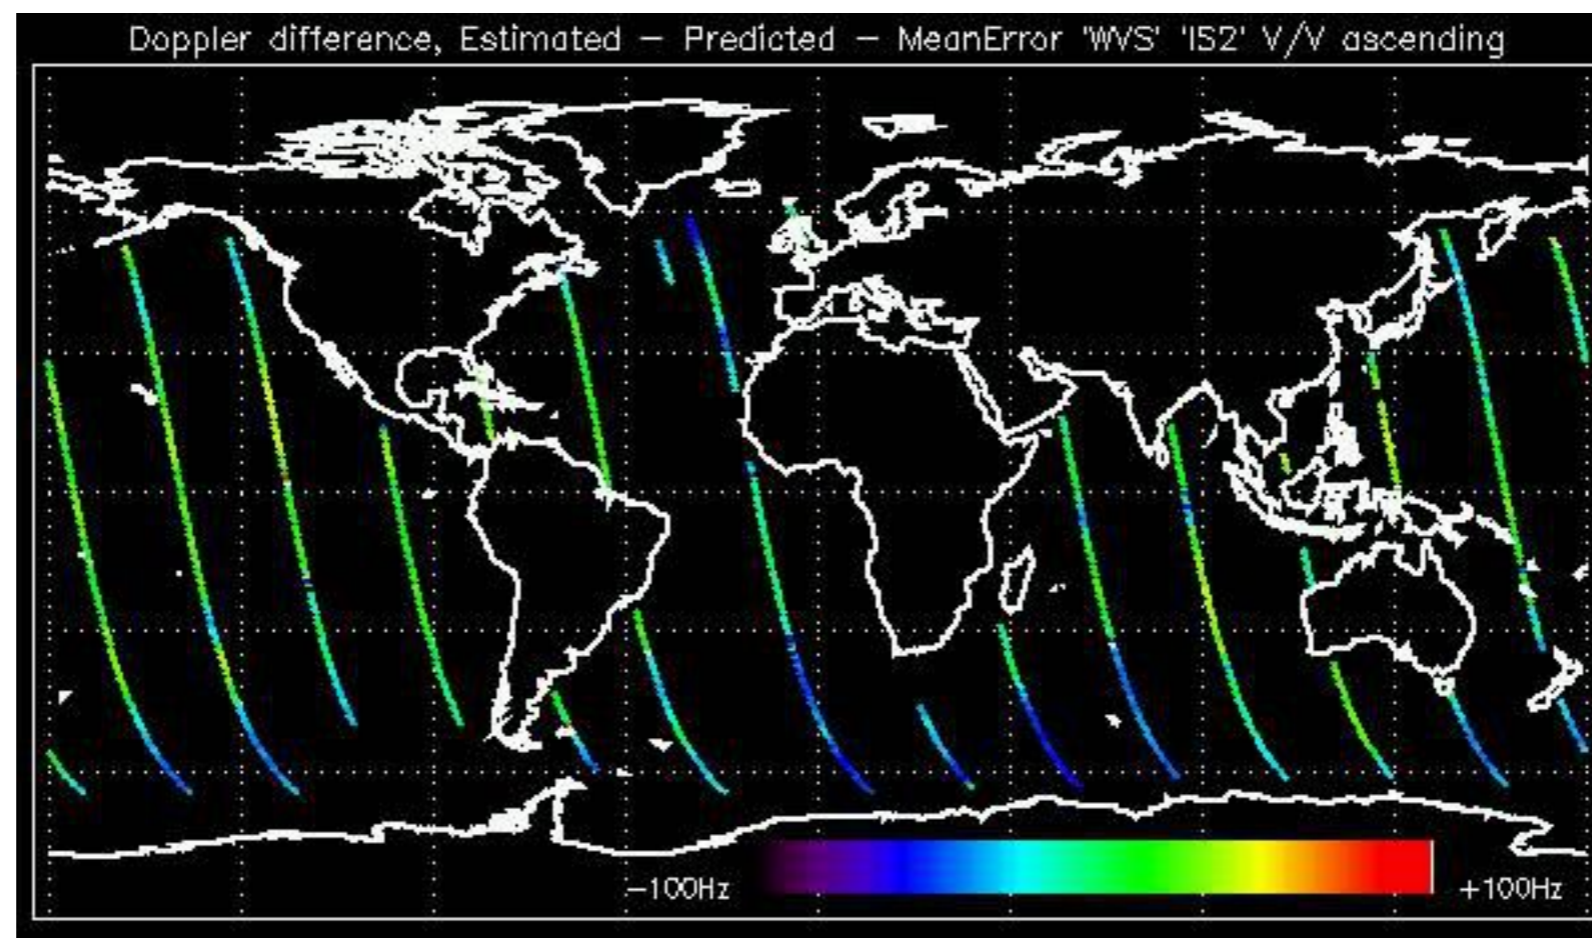 Doppler difference, Estimated – Predicted – MeanError 'WVS' 'IS2' V/V ascending
–100Hz
+100Hz